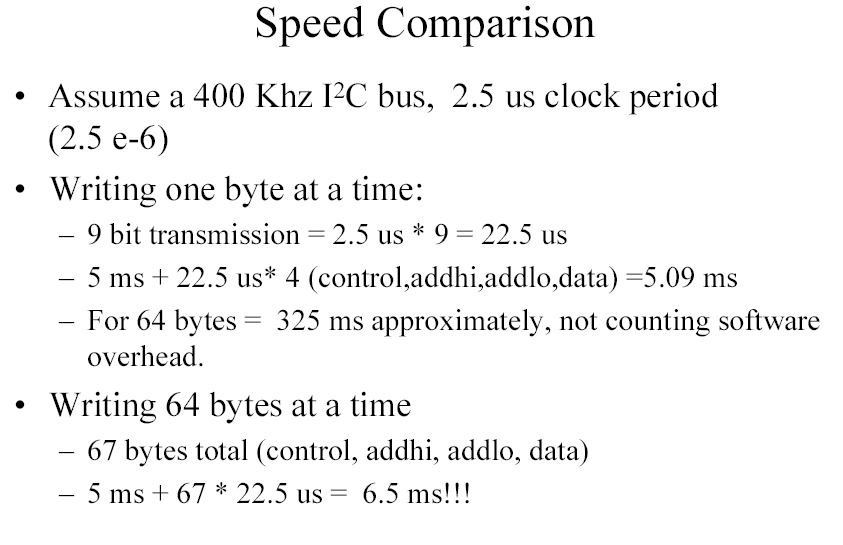 Speed Comparison
• Assume a 400 Khz I²C bus,  2.5 us clock period
(2.5 e-6)
• Writing one byte at a time:
– 9 bit transmission = 2.5 us * 9 = 22.5 us
– 5 ms + 22.5 us* 4 (control,addhi,addlo,data) =5.09 ms
– For 64 bytes =  325 ms approximately, not counting software
overhead.
• Writing 64 bytes at a time
– 67 bytes total (control, addhi, addlo, data)
– 5 ms + 67 * 22.5 us =  6.5 ms!!!